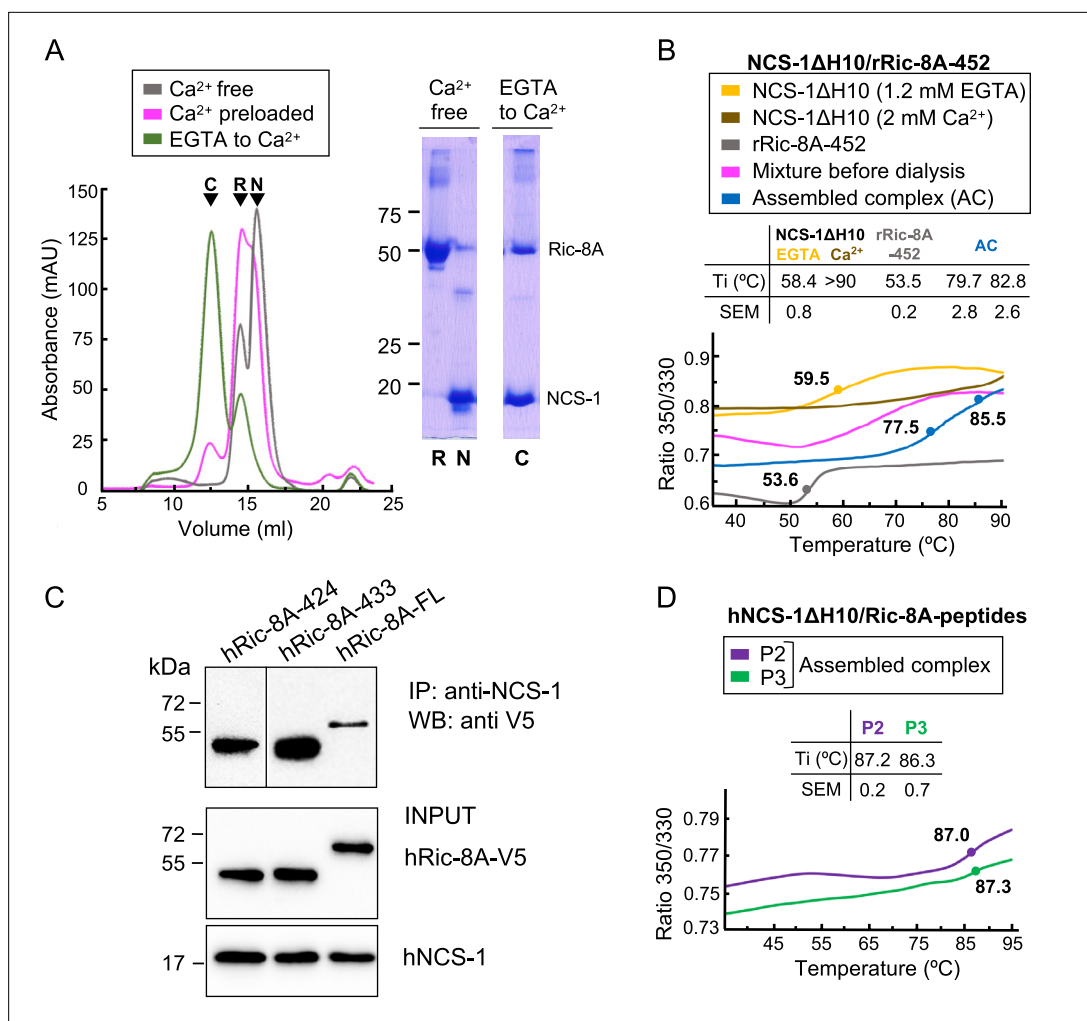 A
Ca²⁺ free
Ca²⁺ preloaded
EGTA to Ca²⁺
C R N
150
125
100
75
50
25
0
Absorbance (mAU)
5 10 15 20 25
Volume (ml)
Ca²⁺ free
EGTA to Ca²⁺
75
50
20
Ric-8A
NCS-1
R N C
B
NCS-1ΔH10/rRic-8A-452
NCS-1ΔH10 (1.2 mM EGTA)
NCS-1ΔH10 (2 mM Ca²⁺)
rRic-8A-452
Mixture before dialysis
Assembled complex (AC)
NCS-1ΔH10 rRic-8A-452 AC
EGTA Ca²⁺
Ti (ºC) 58.4 >90 53.5 79.7 82.8
SEM 0.8 0.2 2.8 2.6
0.9
0.8
0.7
0.6
Ratio 350/330
59.5
77.5
85.5
53.6
40 50 60 70 80 90
Temperature (ºC)
C
hRic-8A-424
hRic-8A-433
hRic-8A-FL
kDa
72
55
IP: anti-NCS-1
WB: anti V5
72
55
INPUT
hRic-8A-V5
17
hNCS-1
D
hNCS-1ΔH10/Ric-8A-peptides
P2
P3
Assembled complex
P2 P3
Ti (ºC) 87.2 86.3
SEM 0.2 0.7
0.79
0.77
0.75
0.73
Ratio 350/330
87.0
87.3
45 55 65 75 85 95
Temperature (ºC)